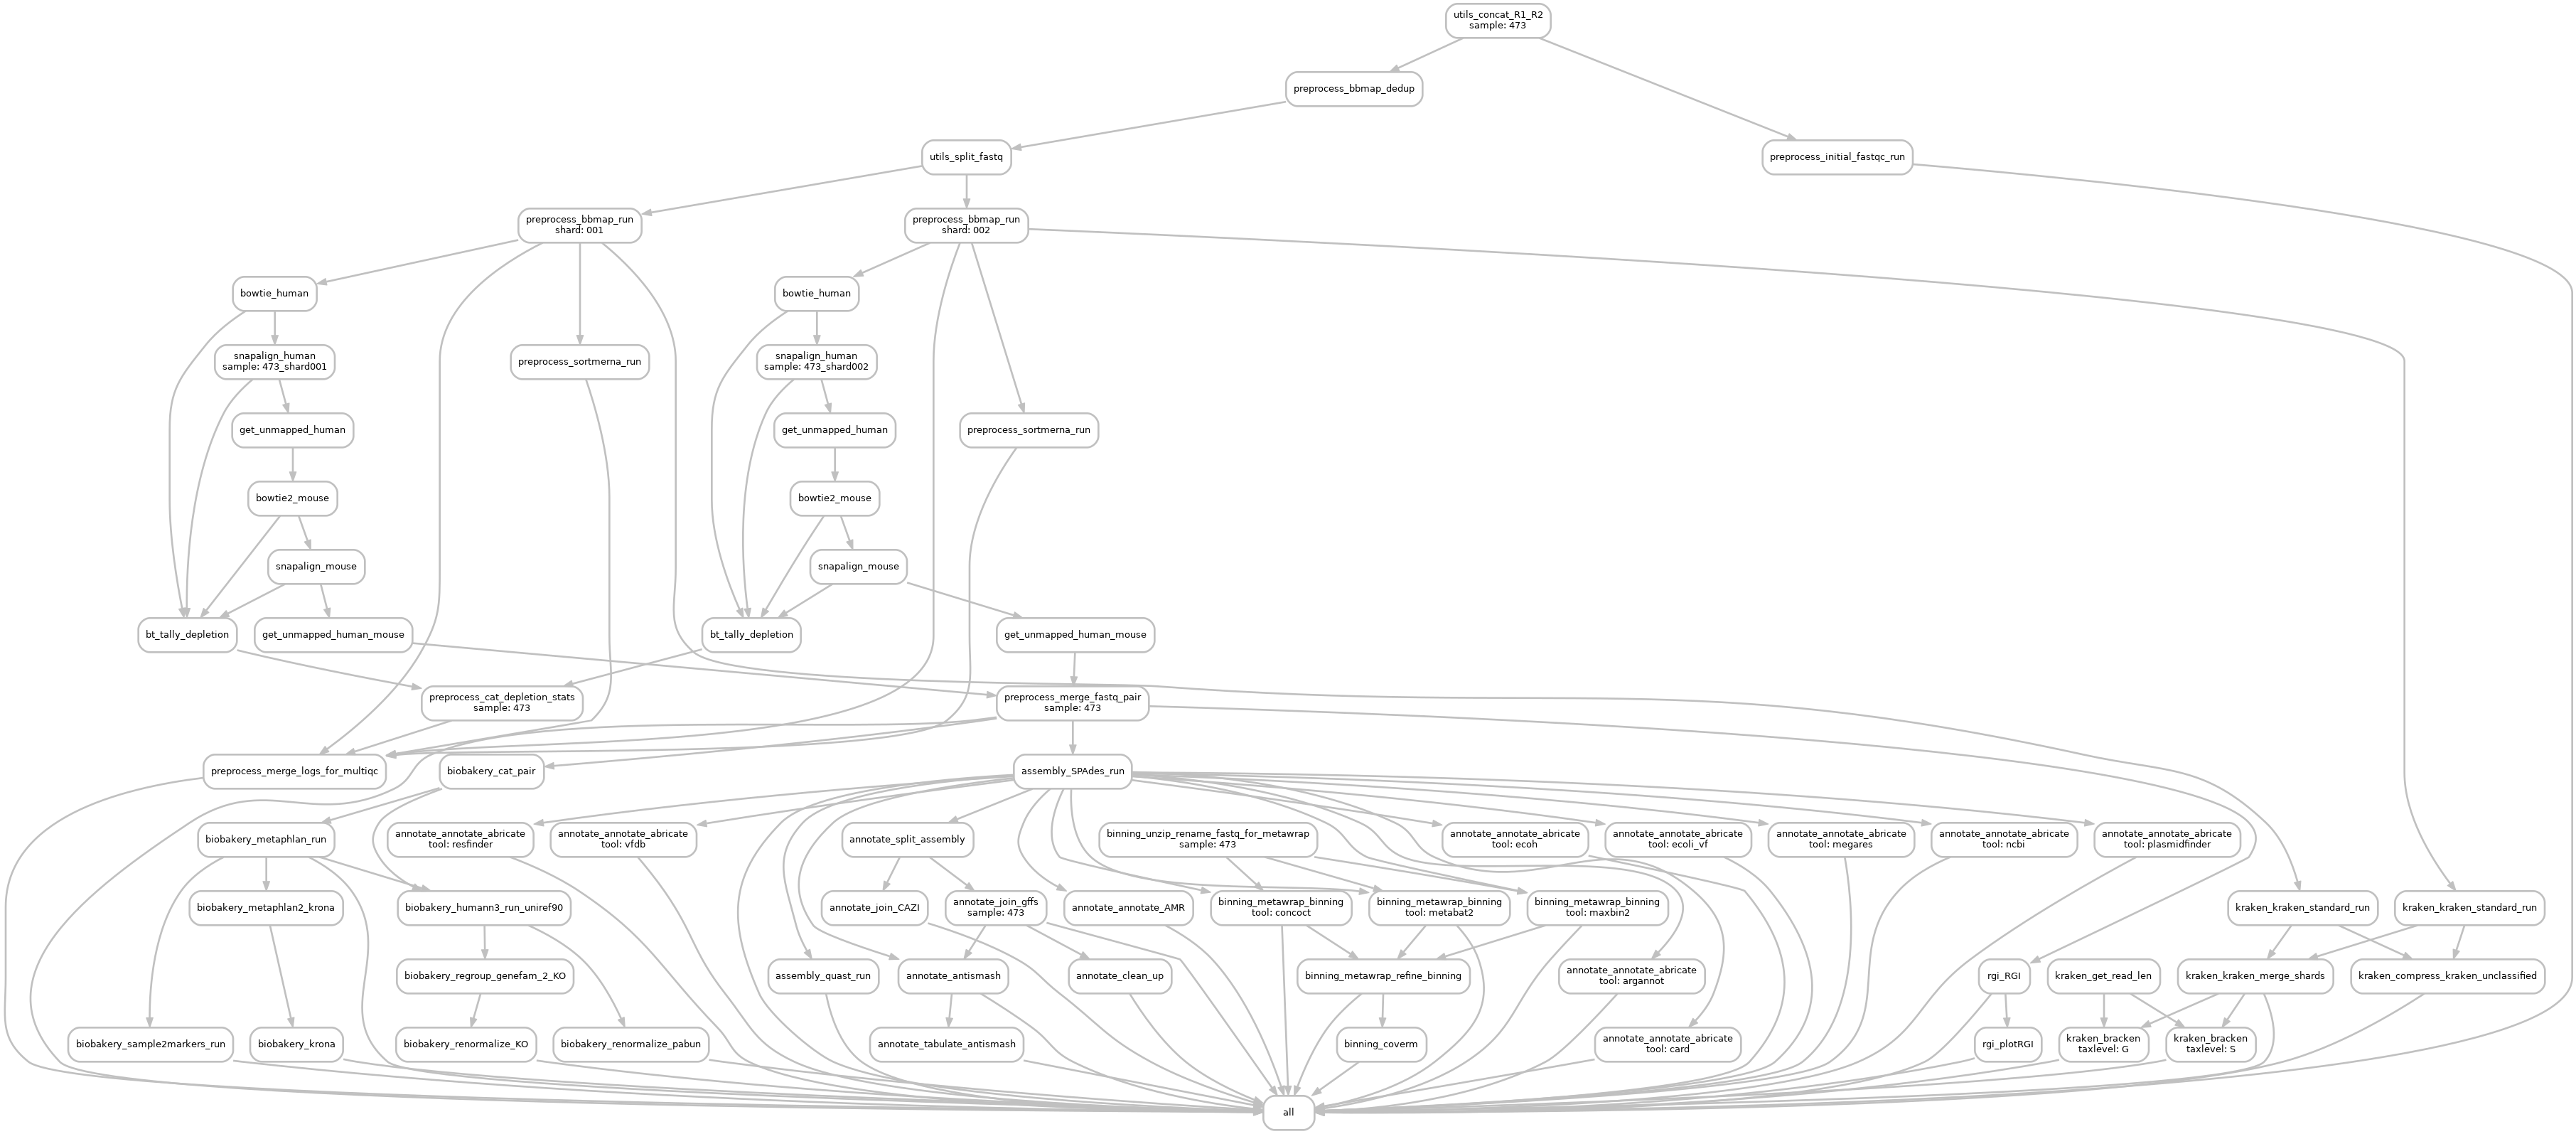 utils_concat_R1_R2
sample: 473
preprocess_bbmap_dedup
utils_split_fastq
preprocess_initial_fastqc_run
preprocess_bbmap_run
shard: 001
preprocess_bbmap_run
shard: 002
bowtie_human
bowtie_human
snapalign_human
sample: 473_shard001
preprocess_sortmerna_run
snapalign_human
sample: 473_shard002
get_unmapped_human
get_unmapped_human
preprocess_sortmerna_run
bowtie2_mouse
bowtie2_mouse
snapalign_mouse
snapalign_mouse
bt_tally_depletion
get_unmapped_human_mouse
bt_tally_depletion
get_unmapped_human_mouse
preprocess_cat_depletion_stats
sample: 473
preprocess_merge_fastq_pair
sample: 473
preprocess_merge_logs_for_multiqc
biobakery_cat_pair
assembly_SPAdes_run
biobakery_metaphlan_run
annotate_annotate_abricate
tool: resfinder
annotate_annotate_abricate
tool: vfdb
annotate_split_assembly
binning_unzip_rename_fastq_for_metawrap
sample: 473
annotate_annotate_abricate
tool: ecoh
annotate_annotate_abricate
tool: ecoli_vf
annotate_annotate_abricate
tool: megares
annotate_annotate_abricate
tool: ncbi
annotate_annotate_abricate
tool: plasmidfinder
biobakery_metaphlan2_krona
biobakery_humann3_run_uniref90
annotate_join_CAZI
annotate_join_gffs
sample: 473
annotate_annotate_AMR
binning_metawrap_binning
tool: concoct
binning_metawrap_binning
tool: metabat2
binning_metawrap_binning
tool: maxbin2
kraken_kraken_standard_run
kraken_kraken_standard_run
biobakery_regroup_genefam_2_KO
assembly_quast_run
annotate_antismash
annotate_clean_up
binning_metawrap_refine_binning
annotate_annotate_abricate
tool: argannot
rgi_RGI
kraken_get_read_len
kraken_kraken_merge_shards
kraken_compress_kraken_unclassified
biobakery_sample2markers_run
biobakery_krona
biobakery_renormalize_KO
biobakery_renormalize_pabun
annotate_tabulate_antismash
binning_coverm
annotate_annotate_abricate
tool: card
rgi_plotRGI
kraken_bracken
taxlevel: G
kraken_bracken
taxlevel: S
all